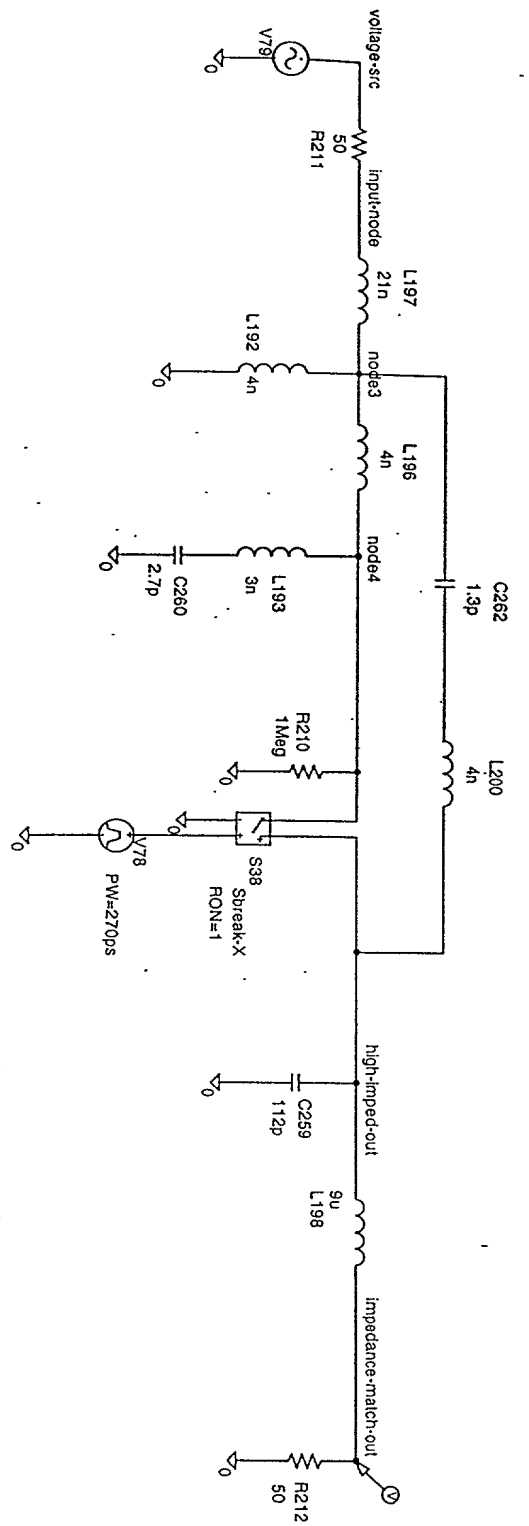 voltage-src
V79
0
50
R211
input-node
L197
21n
L192
4n
0
node3
L196
4n
node4
L193
3n
C260
2.7p
0
C262
1.3p
L200
4n
R210
1Meg
0
S38
Sbreak-X
RON=1
0
V78
PW=270ps
0
high-imped-out
C259
112p
0
9u
L198
impedance-match-out
V
R212
50
0